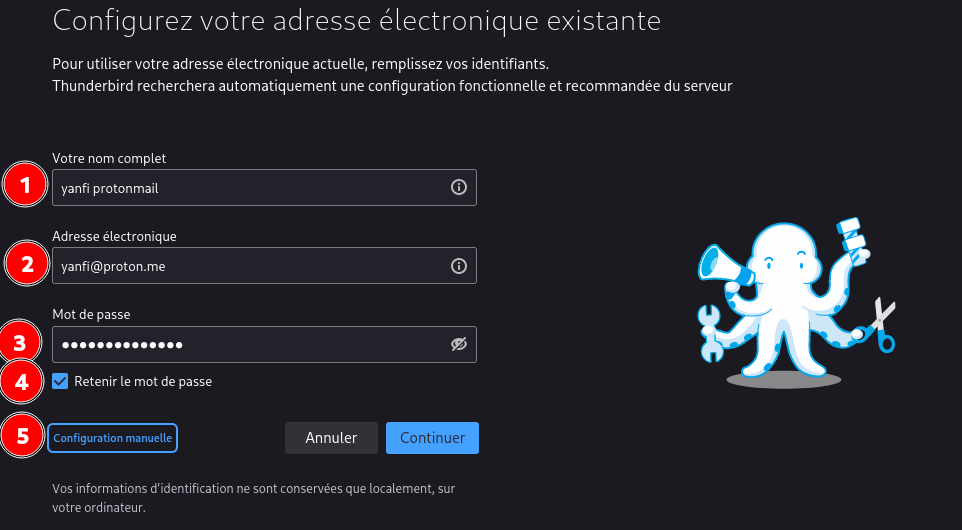 Configurez votre adresse électronique existante
Pour utiliser votre adresse électronique actuelle, remplissez vos identifiants.
Thunderbird recherchera automatiquement une configuration fonctionnelle et recommandée du serveur
Votre nom complet
1
yanfi protonmail
Adresse électronique
2
yanfi@proton.me
Mot de passe
3
••••••••••••••
4
Retenir le mot de passe
5
Configuration manuelle
Annuler
Continuer
Vos informations d'identification ne sont conservées que localement, sur
votre ordinateur.